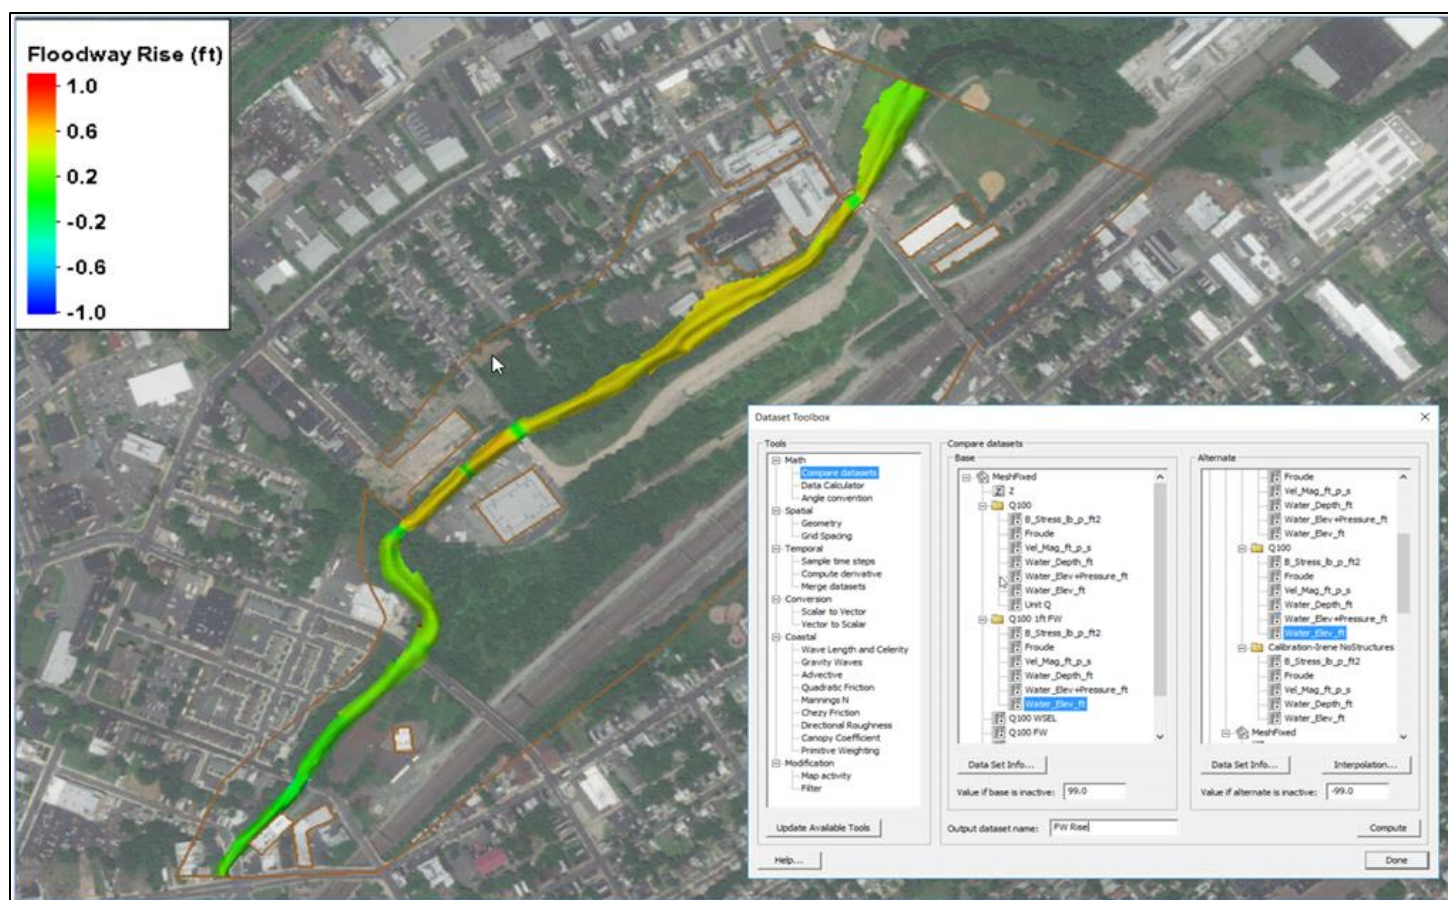 Floodway Rise (ft)
1.0
0.6
0.2
-0.2
-0.6
-1.0
Dataset Toolbox
Tools
Math
Compare datasets
Data Calculator
Angle convention
Spatial
Geometry
Grid Spacing
Temporal
Sample time steps
Compute derivative
Merge datasets
Conversion
Scalar to Vector
Vector to Scalar
Coastal
Wave Length and Celerity
Gravity Waves
Advective
Quadratic Friction
Mannings N
Chezy Friction
Directional Roughness
Canopy Coefficient
Primitive Weighting
Modification
Map activity
Filter
Update Available Tools
Help...
Compare datasets
Base
MeshFixed
Z
Q100
B_Stress_lb_p_ft2
Froude
Vel_Mag_ft_p_s
Water_Depth_ft
Water_Elev+Pressure_ft
Water_Elev_ft
Unit Q
Q100 1ft FW
B_Stress_lb_p_ft2
Froude
Vel_Mag_ft_p_s
Water_Depth_ft
Water_Elev+Pressure_ft
Water_Elev_ft
Q100 WSEL
Q100 FW
Data Set Info...
Value if base is inactive: 99.0
Alternate
Froude
Vel_Mag_ft_p_s
Water_Depth_ft
Water_Elev+Pressure_ft
Water_Elev_ft
Q100
B_Stress_lb_p_ft2
Froude
Vel_Mag_ft_p_s
Water_Depth_ft
Water_Elev+Pressure_ft
Water_Elev_ft
Calibration-Irene NoStructures
B_Stress_lb_p_ft2
Froude
Vel_Mag_ft_p_s
Water_Depth_ft
Water_Elev_ft
MeshFixed
Data Set Info... Interpolation...
Value if alternate is inactive: -99.0
Output dataset name: FW Rise
Compute
Done